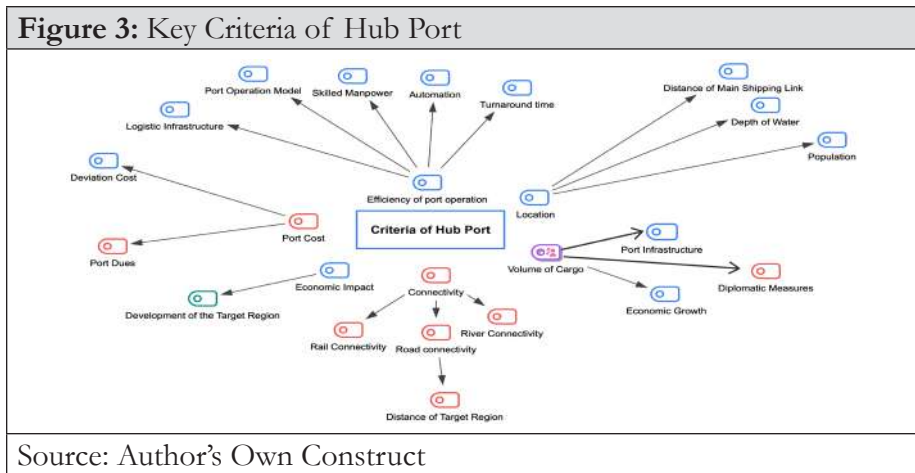 Figure 3: Key Criteria of Hub Port
Port Operation Model
Skilled Manpower
Automation
Turnaround time
Logistic Infrastructure
Deviation Cost
Efficiency of port operation
Distance of Main Shipping Link
Depth of Water
Population
Location
Port Cost
Port Dues
Criteria of Hub Port
Port Infrastructure
Volume of Cargo
Diplomatic Measures
Economic Growth
Economic Impact
Development of the Target Region
Connectivity
Rail Connectivity
Road connectivity
River Connectivity
Distance of Target Region
Source: Author's Own Construct